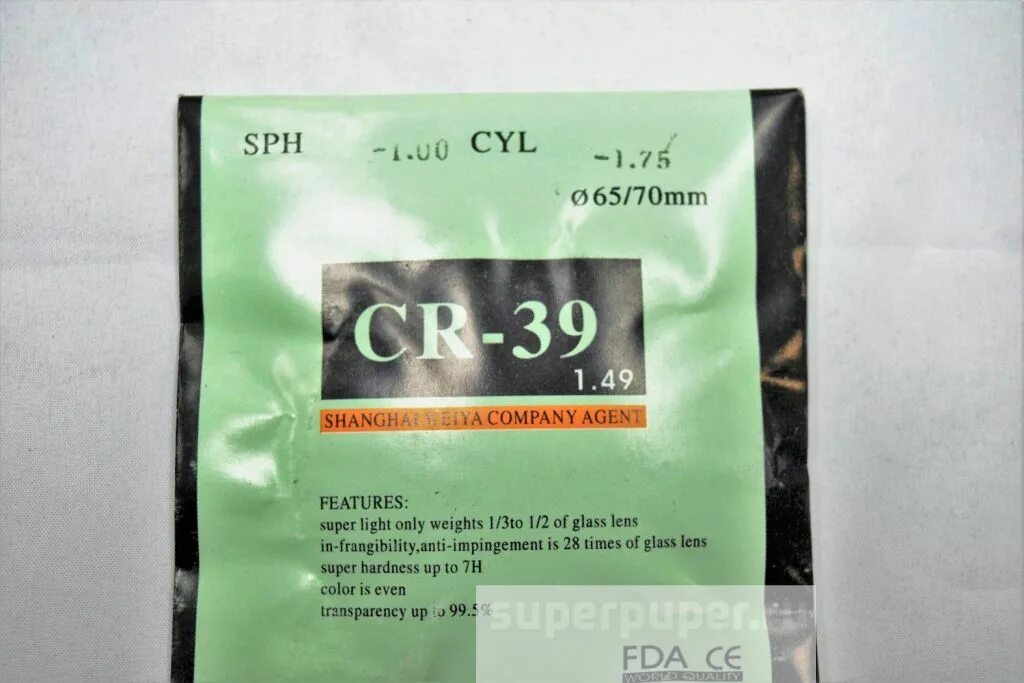 SPH -1.00 CYL -1.75
Ø65/70mm
CR-39
1.49
SHANGHAI WEIYA COMPANY AGENT
FEATURES:
super light only weights 1/3to 1/2 of glass lens
in-frangibility,anti-impingement is 28 times of glass lens
super hardness up to 7H
color is even
transparency up to 99.5%
superpuper.ru
FDA CE
WORLD QUALITY